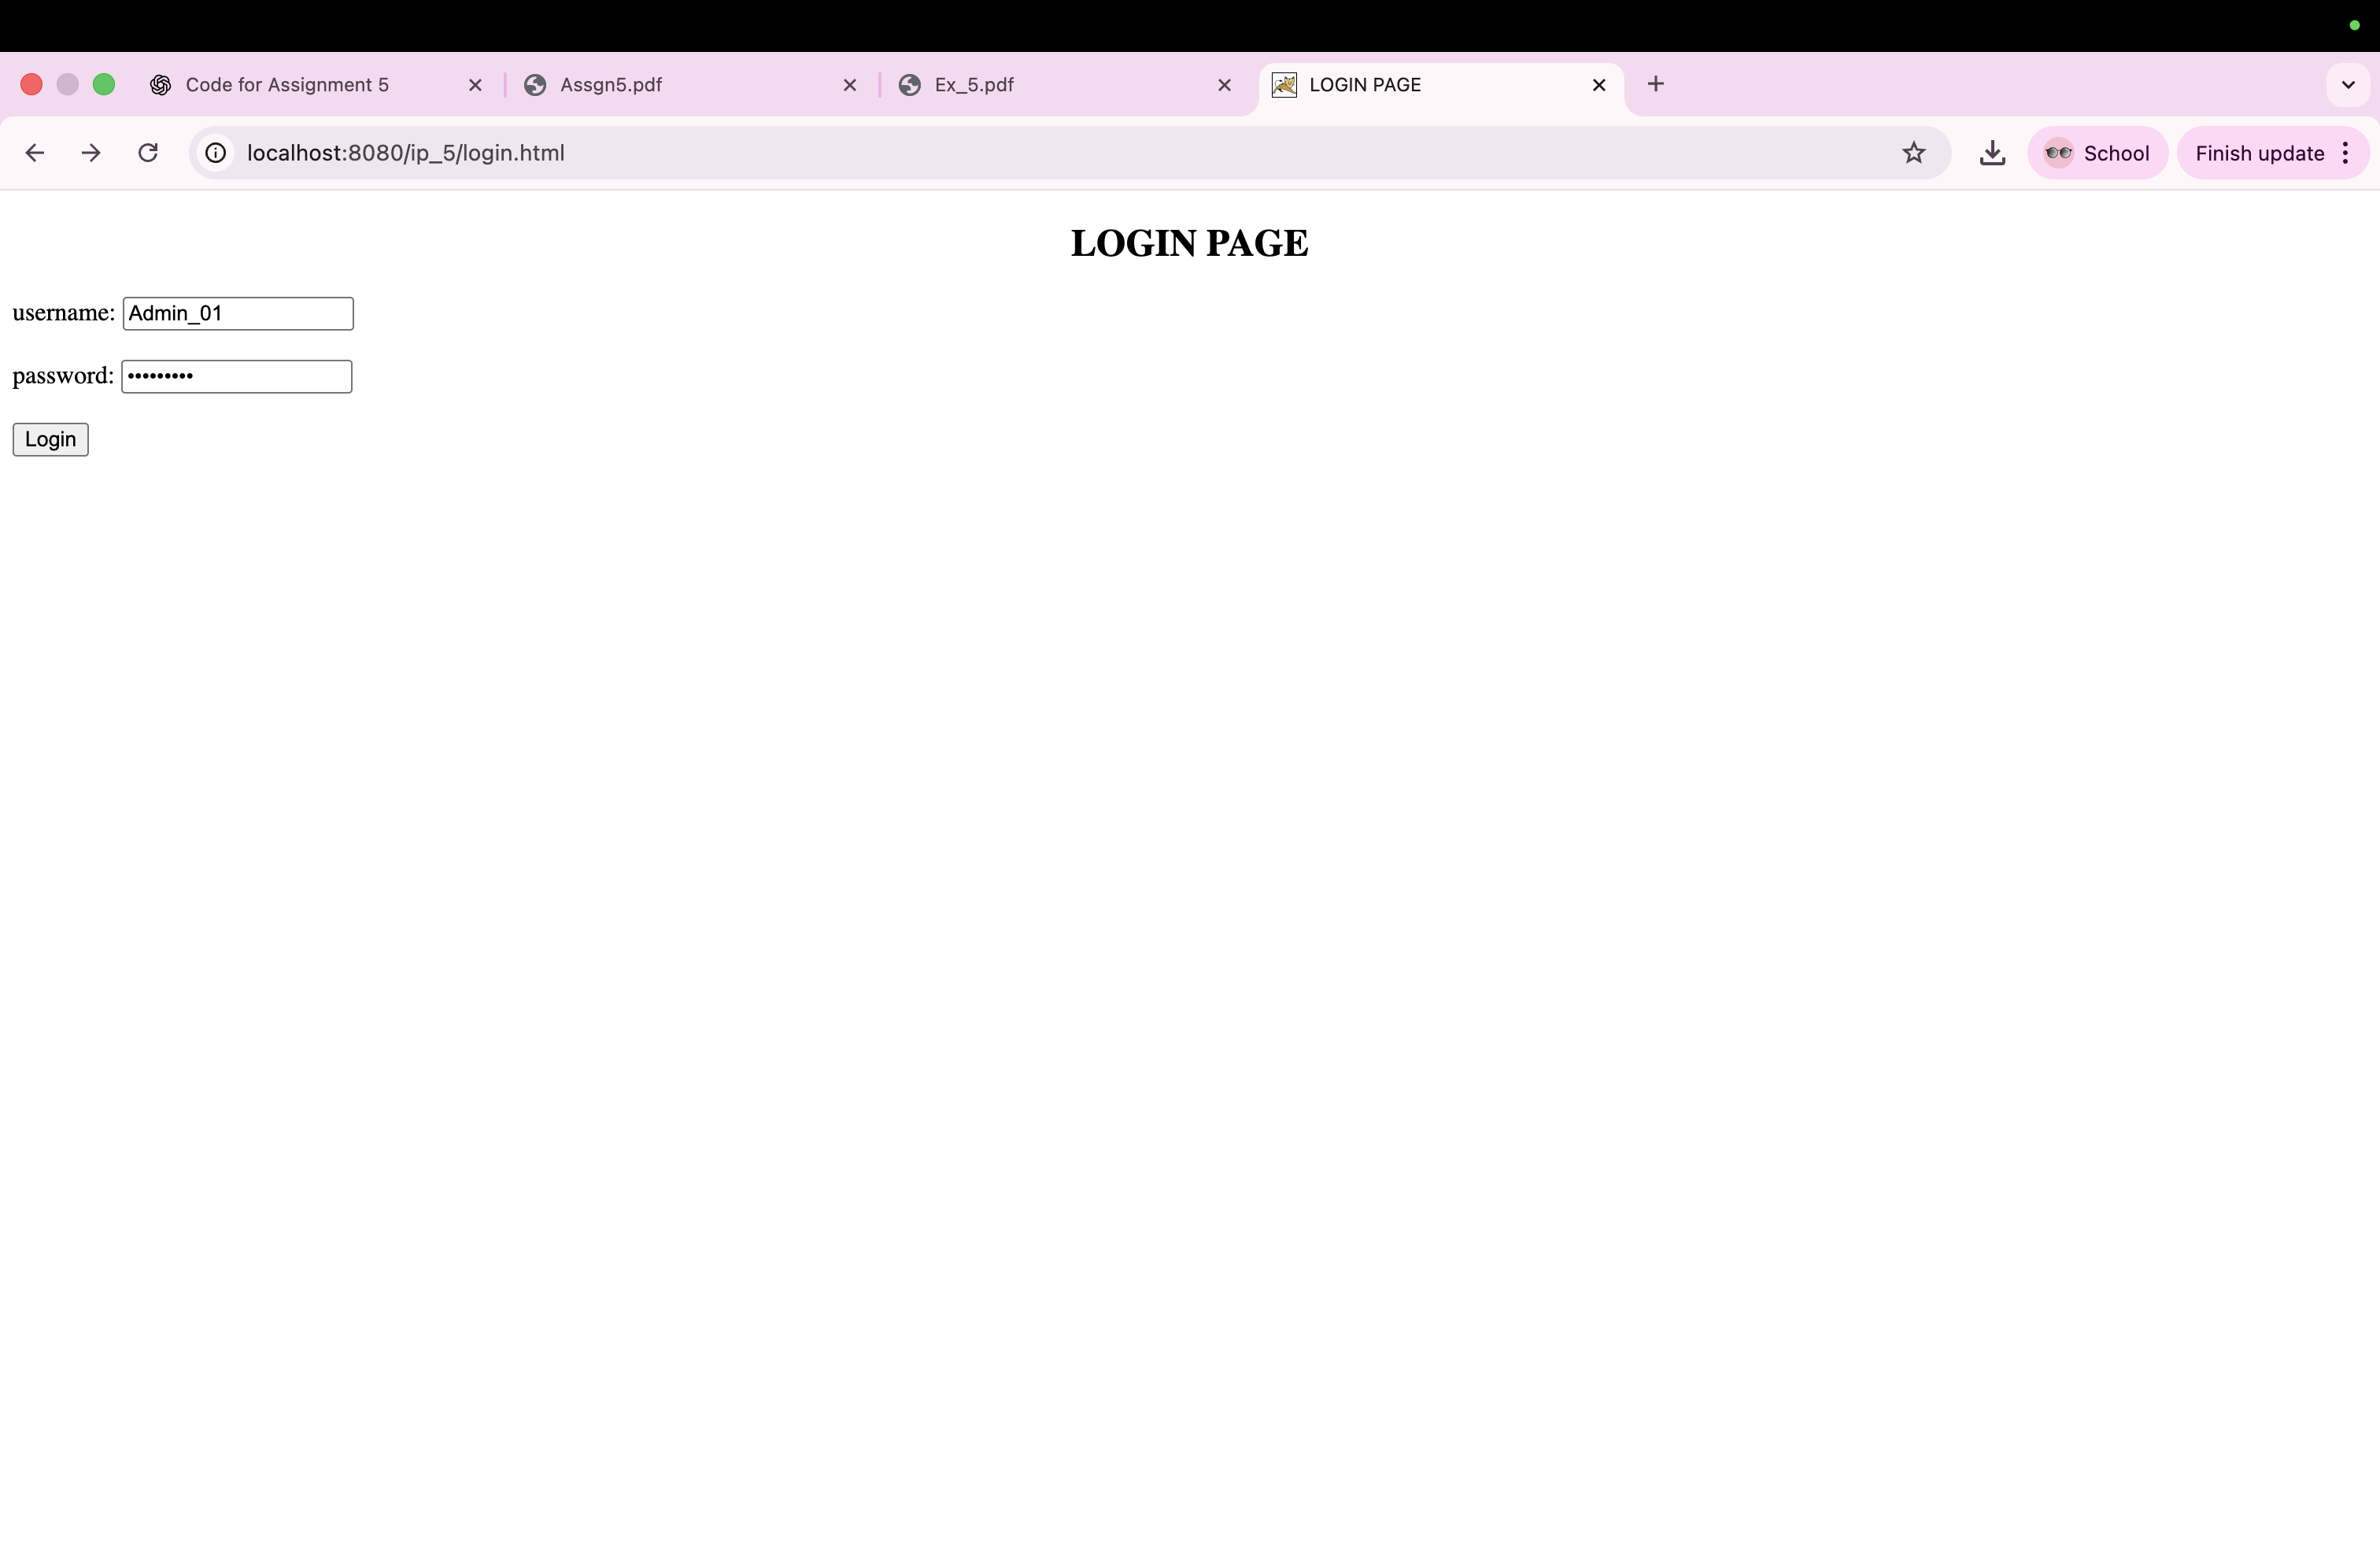 Code for Assignment 5
Assgn5.pdf
Ex_5.pdf
LOGIN PAGE
localhost:8080/ip_5/login.html
School
Finish update
LOGIN PAGE
username: Admin_01
password: •••••••••
Login